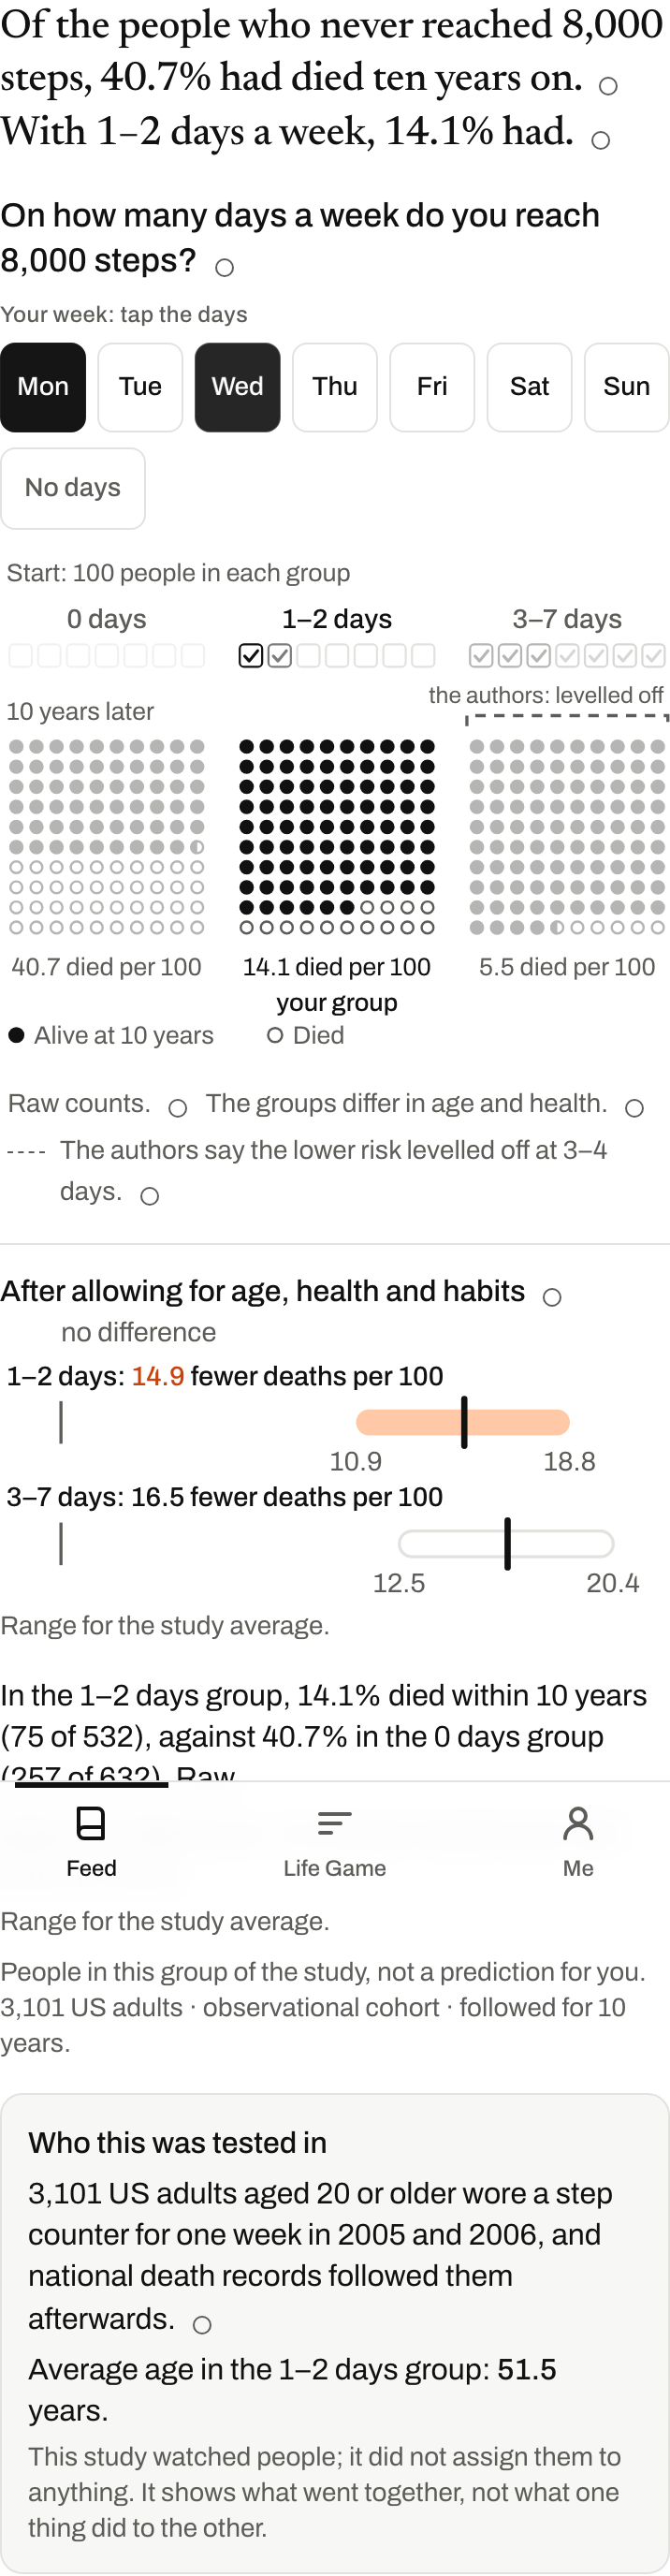 Of the people who never reached 8,000
steps, 40.7% had died ten years on.
With 1–2 days a week, 14.1% had.
On how many days a week do you reach
8,000 steps?
Your week: tap the days
Mon Tue Wed Thu Fri Sat Sun
No days
Start: 100 people in each group
0 days 1–2 days 3–7 days
the authors: levelled off
10 years later
40.7 died per 100 14.1 died per 100 5.5 died per 100
your group
Alive at 10 years Died
Raw counts. The groups differ in age and health.
The authors say the lower risk levelled off at 3–4
days.
After allowing for age, health and habits
no difference
1–2 days: 14.9 fewer deaths per 100
10.9 18.8
3–7 days: 16.5 fewer deaths per 100
12.5 20.4
Range for the study average.
In the 1–2 days group, 14.1% died within 10 years
(75 of 532), against 40.7% in the 0 days group
(257 of 632). Raw
Feed Life Game Me
Range for the study average.
People in this group of the study, not a prediction for you.
3,101 US adults · observational cohort · followed for 10
years.
Who this was tested in
3,101 US adults aged 20 or older wore a step
counter for one week in 2005 and 2006, and
national death records followed them
afterwards.
Average age in the 1–2 days group: 51.5
years.
This study watched people; it did not assign them to
anything. It shows what went together, not what one
thing did to the other.